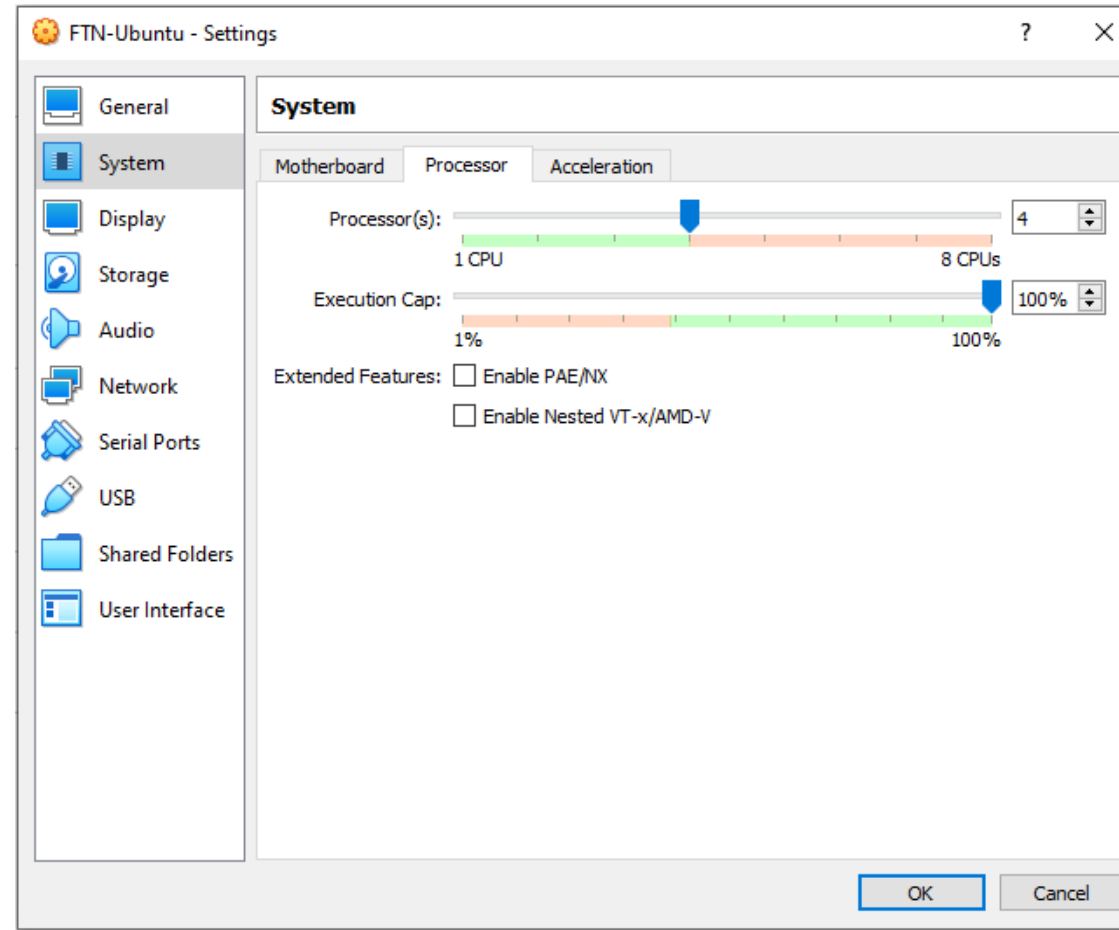 FTN-Ubuntu - Settings
?
General
System
Display
Storage
Audio
Network
Serial Ports
USB
Shared Folders
User Interface
System
Motherboard Processor Acceleration
Processor(s): 4
1 CPU 8 CPUs
Execution Cap: 100%
1% 100%
Extended Features: Enable PAE/NX
Enable Nested VT-x/AMD-V
OK Cancel